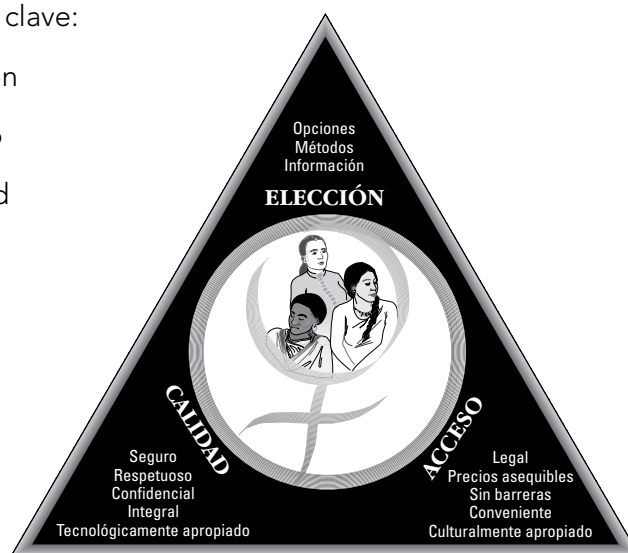 clave:
Opciones
Métodos
Información
ELECCIÓN
CALIDAD
Seguro
Respetuoso
Confidencial
Integral
Tecnológicamente apropiado
ACCESO
Legal
Precios asequibles
Sin barreras
Conveniente
Culturalmente apropiado